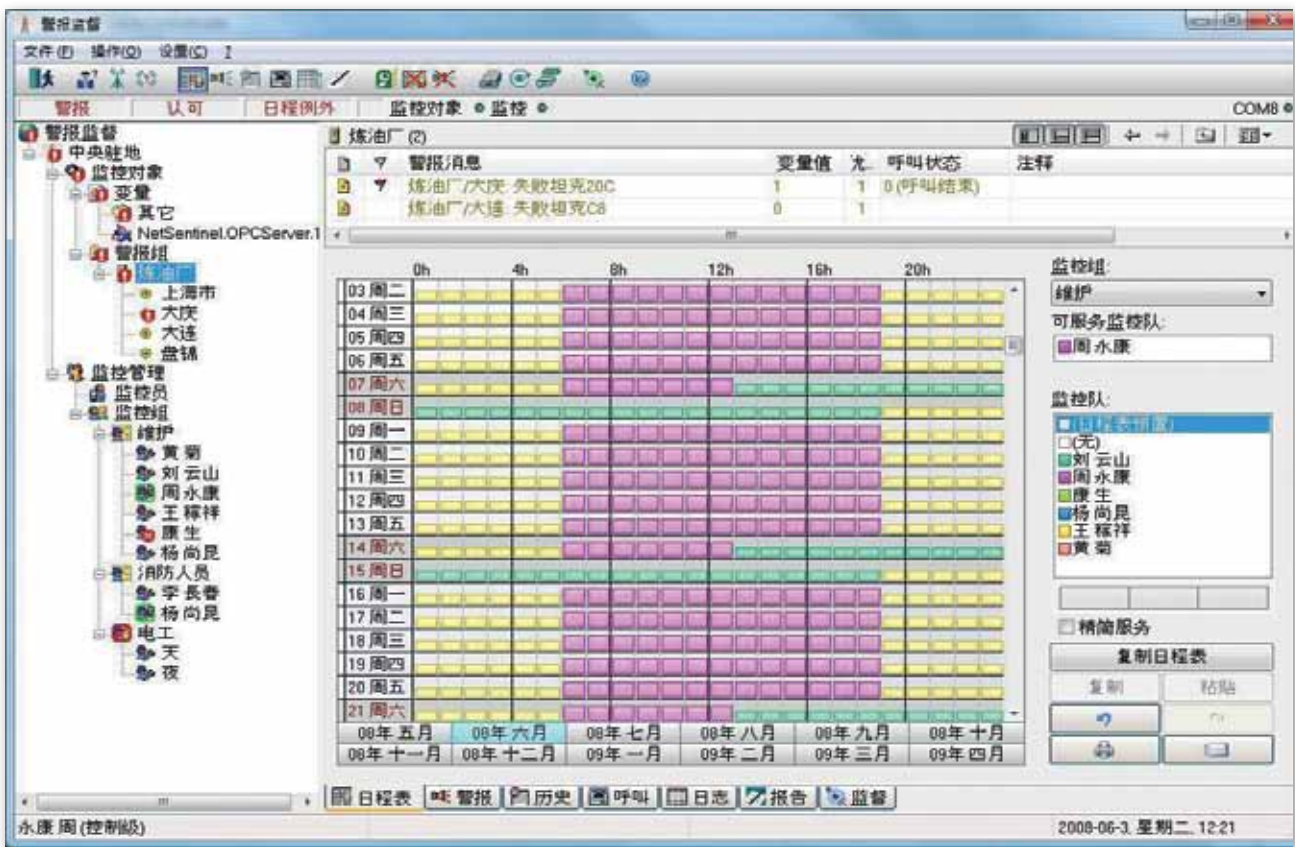 警报监督
文件(F) 操作(O) 设置(S) ?
警报 认可 日程例外 监控对象 监控 COM8
警报监督
中央驻地
监控对象
变量
其它
NetSentinel.OPCServer.1
警报组
炼油厂
上海市
大庆
大连
盘锦
监控管理
监控员
监控组
维护
黄 菊
刘 云山
周 永康
王 稼祥
康 生
杨 尚昆
消防人员
李 長春
杨 尚昆
电工
天
夜
炼油厂 (2)
警报消息 变量值 尤.. 呼叫状态 注释
炼油厂/大庆: 失败坦克20C 1 1 0 (呼叫结束)
炼油厂/大连: 失败坦克C8 0 1
0h 4h 8h 12h 16h 20h
03 周二
04 周三
05 周四
06 周五
07 周六
08 周日
09 周一
10 周二
11 周三
12 周四
13 周五
14 周六
15 周日
16 周一
17 周二
18 周三
19 周四
20 周五
21 周六
08年 五月 08年 六月 08年 七月 08年 八月 08年 九月 08年 十月
08年 十一月 08年 十二月 09年 一月 09年 二月 09年 三月 09年 四月
监控组:
维护
可服务监控队:
周 永康
监控队:
(无)
刘 云山
周 永康
康 生
杨 尚昆
王 稼祥
黄 菊
精简服务
复制日程表
复制 粘贴
日程表 警报 历史 呼叫 日志 报告 监督
永康 周 (控制級)
2008-06-3, 星期二, 12:21